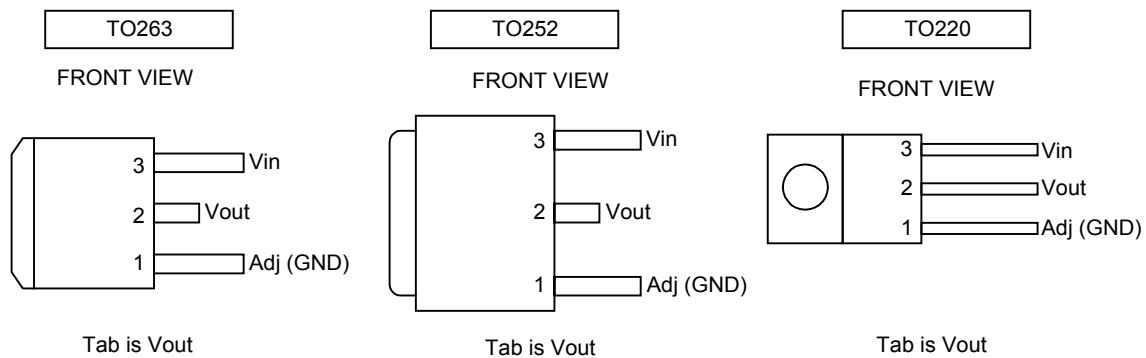 TO263
FRONT VIEW
3 Vin
2 Vout
1 Adj (GND)
Tab is Vout
TO252
FRONT VIEW
3 Vin
2 Vout
1 Adj (GND)
Tab is Vout
TO220
FRONT VIEW
3 Vin
2 Vout
1 Adj (GND)
Tab is Vout